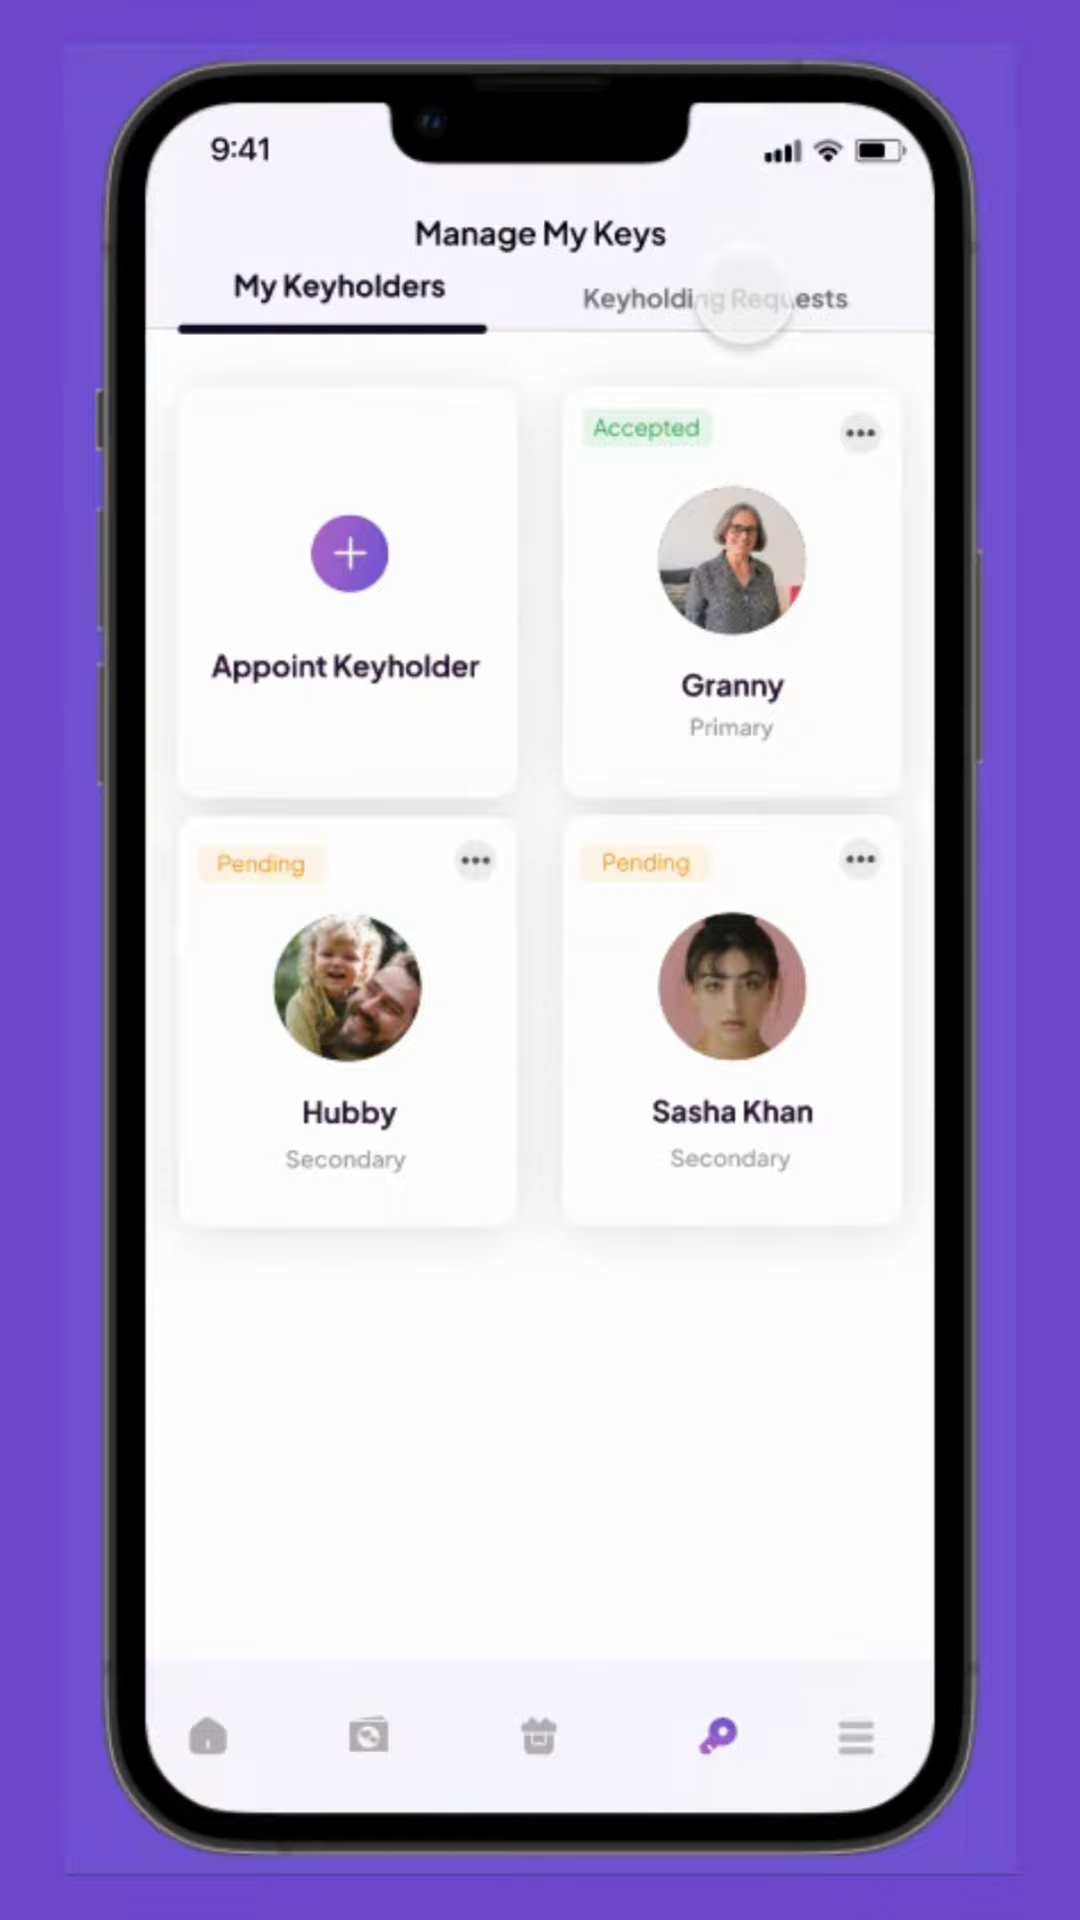 9:41
Manage My Keys
My Keyholders
Keyholding Requests
Accepted
Appoint Keyholder
Granny
Primary
Pending
Pending
Hubby
Sasha Khan
Secondary
Secondary